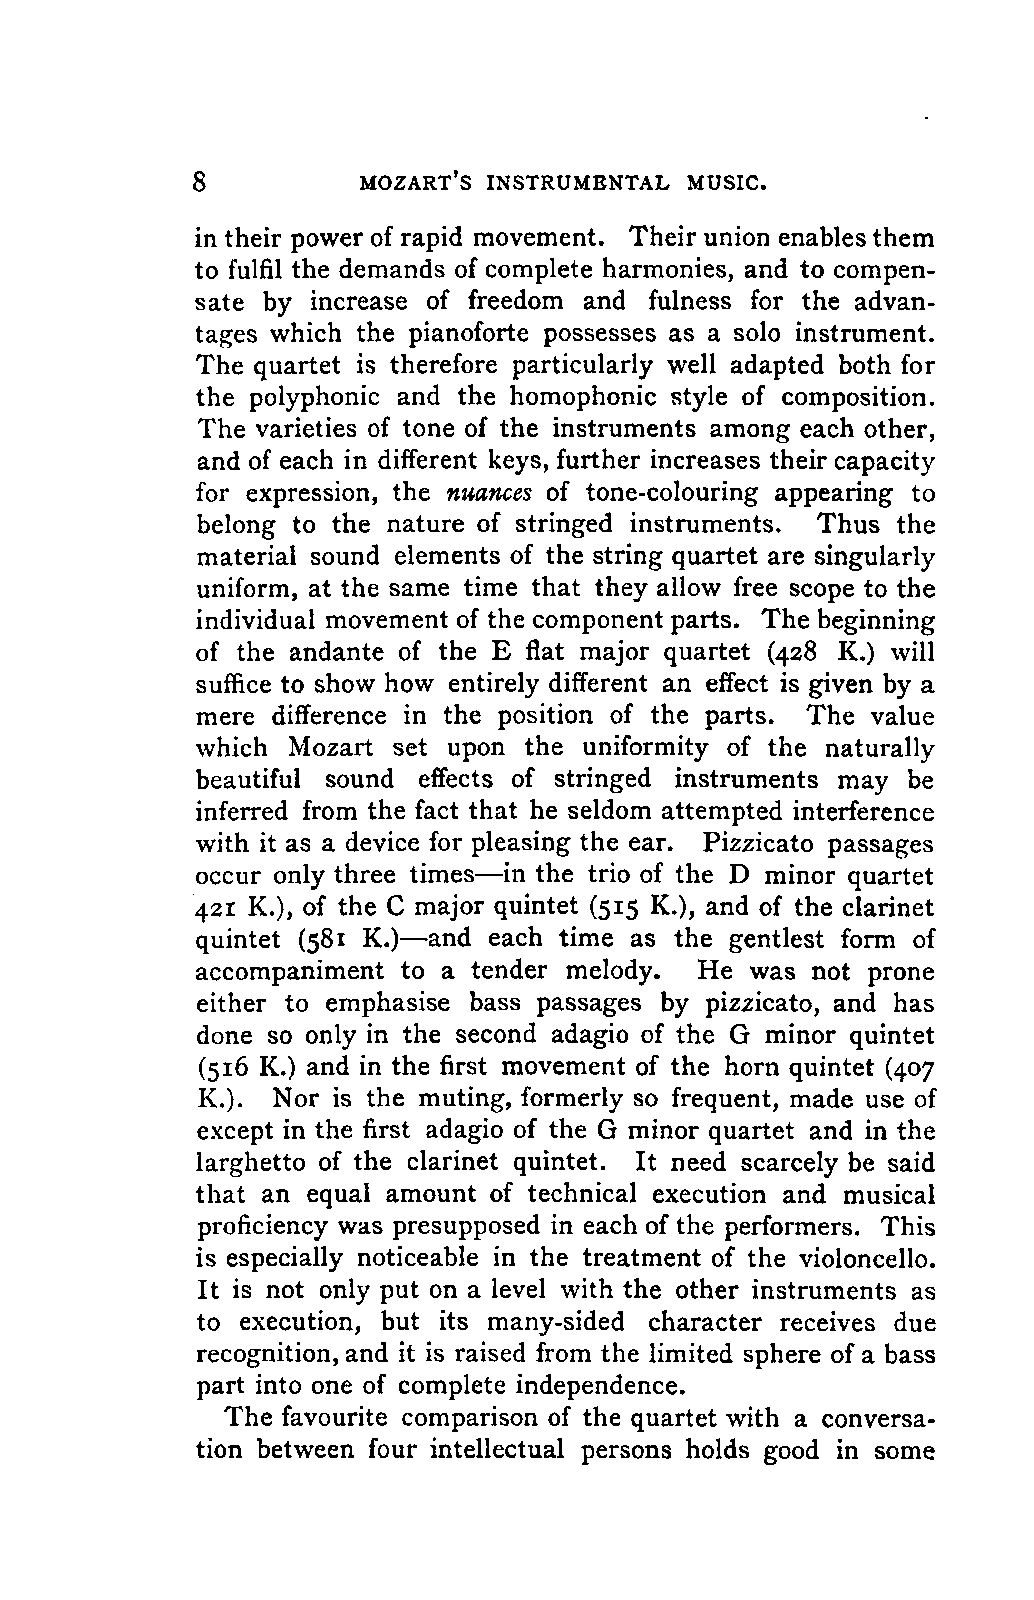 8 MOZART'S INSTRUMENTAL MUSIC.
in their power of rapid movement. Their union enables them
to fulfil the demands of complete harmonies, and to compen-
sate by increase of freedom and fulness for the advan-
tages which the pianoforte possesses as a solo instrument.
The quartet is therefore particularly well adapted both for
the polyphonic and the homophonic style of composition.
The varieties of tone of the instruments among each other,
and of each in different keys, further increases their capacity
for expression, the nuances of tone-colouring appearing to
belong to the nature of stringed instruments. Thus the
material sound elements of the string quartet are singularly
uniform, at the same time that they allow free scope to the
individual movement of the component parts. The beginning
of the andante of the E flat major quartet (428 K.) will
suffice to show how entirely different an effect is given by a
mere difference in the position of the parts. The value
which Mozart set upon the uniformity of the naturally
beautiful sound effects of stringed instruments may be
inferred from the fact that he seldom attempted interference
with it as a device for pleasing the ear. Pizzicato passages
occur only three times—in the trio of the D minor quartet
421 K.), of the C major quintet (515 K.), and of the clarinet
quintet (581 K.)—and each time as the gentlest form of
accompaniment to a tender melody. He was not prone
either to emphasise bass passages by pizzicato, and has
done so only in the second adagio of the G minor quintet
(516 K.) and in the first movement of the horn quintet (407
K.). Nor is the muting, formerly so frequent, made use of
except in the first adagio of the G minor quartet and in the
larghetto of the clarinet quintet. It need scarcely be said
that an equal amount of technical execution and musical
proficiency was presupposed in each of the performers. This
is especially noticeable in the treatment of the violoncello.
It is not only put on a level with the other instruments as
to execution, but its many-sided character receives due
recognition, and it is raised from the limited sphere of a bass
part into one of complete independence.
The favourite comparison of the quartet with a conversa-
tion between four intellectual persons holds good in some